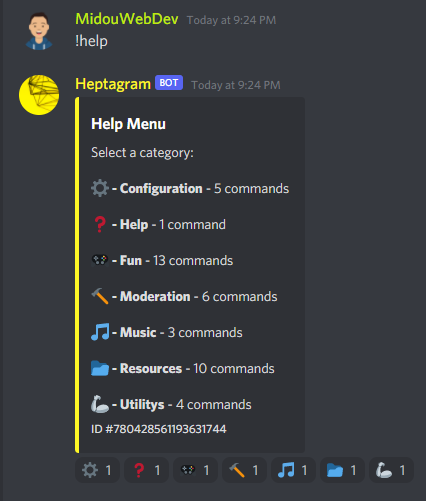 MidouWebDev Today at 9:24 PM
!help
Heptagram BOT Today at 9:24 PM
Help Menu
Select a category:
⚙️ - Configuration - 5 commands
❓ - Help - 1 command
🎮 - Fun - 13 commands
🔨 - Moderation - 6 commands
🎵 - Music - 3 commands
📂 - Resources - 10 commands
🦾 - Utilitys - 4 commands
ID #780428561193631744
⚙️ 1 ❓ 1 🎮 1 🔨 1 🎵 1 📂 1 🦾 1